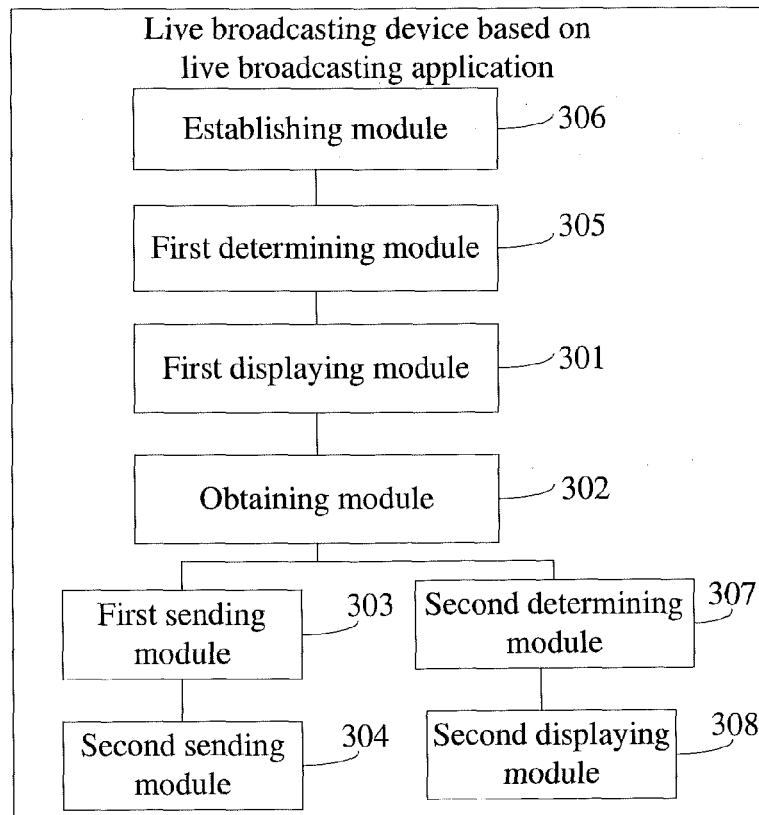 Live broadcasting device based on
live broadcasting application
Establishing module
306
First determining module
305
First displaying module
301
Obtaining module
302
First sending
module
303
Second determining
module
307
Second sending
module
304
Second displaying
module
308